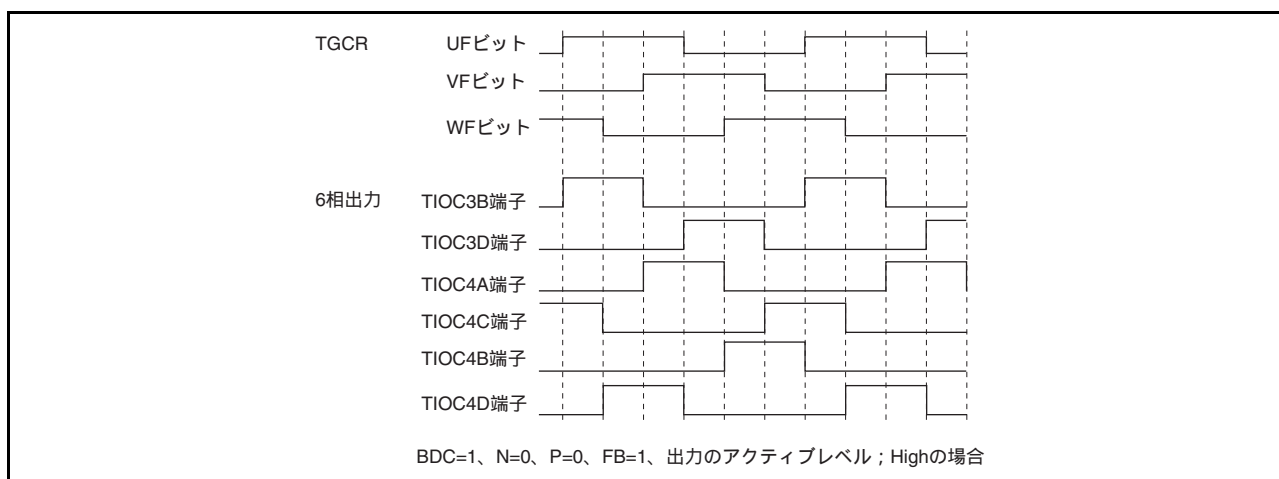 TGCR UFビット
VFビット
WFビット
6相出力 TIOC3B端子
TIOC3D端子
TIOC4A端子
TIOC4C端子
TIOC4B端子
TIOC4D端子
BDC=1、N=0、P=0、FB=1、出力のアクティブレベル；Highの場合